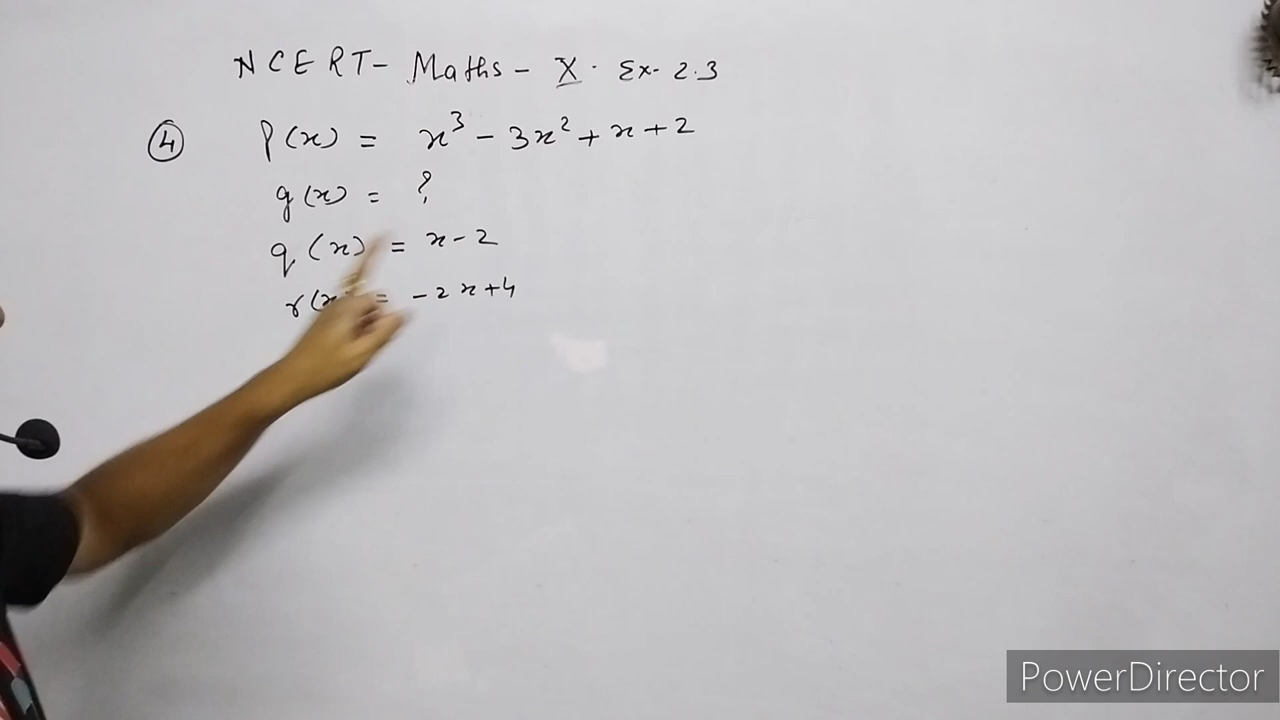 NCERT- Maths - X. Ex- 2.3
④ P(x) = x³ - 3x² + x + 2
g(x) = ?
q(x) = x - 2
r(x) = -2x + 4
PowerDirector